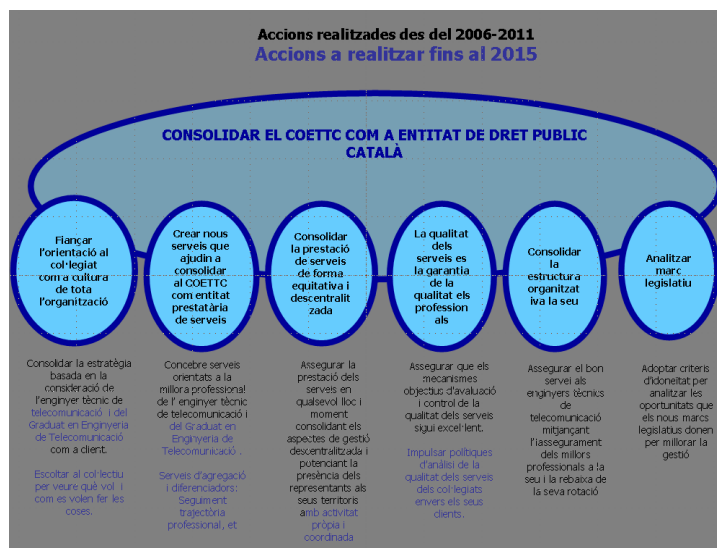 Accions realitzades des del 2006-2011
Accions a realitzar fins al 2015
CONSOLIDAR EL COETTC COM A ENTITAT DE DRET PUBLIC
CATALÀ
Fiançar
l'orientació al
col·legiat
com a cultura
de tota
l'organització
Crear nous
serveis que
ajudin a
consolidar
al COETTC
com entitat
prestatària
de serveis
Consolidar
la prestació
de serveis
de forma
equitativa i
descentralit
zada
La qualitat
dels
serveis es
la garantia
de la
qualitat els
profession
als
Consolidar
la
estructura
organitzat
iva la seu
Analitzar
marc
legislatiu
Consolidar la estratègia
basada en la
consideració de
l'enginyer tècnic de
telecomunicació i del
Graduat en Enginyeria
de Telecomunicació
com a client.
Escoltar al col·lectiu
per veure què vol i
com es volen fer les
coses.
Concebre serveis
orientats a la
millora professional
de l' enginyer tècnic
de telecomunicació i
del Graduat en
Enginyeria de
Telecomunicació .
Serveis d'agregació
i diferenciadors:
Seguiment
trajectòria
professional, et
Assegurar la
prestació dels
serveis en
qualsevol lloc i
moment
consolidant els
aspectes de gestió
descentralitzada i
potenciant la
presència dels
representants als
seus territoris
amb activitat
pròpia i
coordinada
Assegurar que els
mecanismes
objectius d'avaluació
i control de la
qualitat dels serveis
sigui excel·lent.
Impulsar polítiques
d'anàlisi de la
qualitat dels serveis
dels col·legiats
envers els seus
clients.
Assegurar el bon
servei als
enginyers tècnics
de
telecomunicació
mitjançant
l'iassegurament
dels millors
professionals a la
seu i la rebaixa de
la seva rotació
Adoptar criteris
d'idoneïtat per
analitzar les
oportunitats que
els nous marcs
legislatius donen
per millorar la
gestió